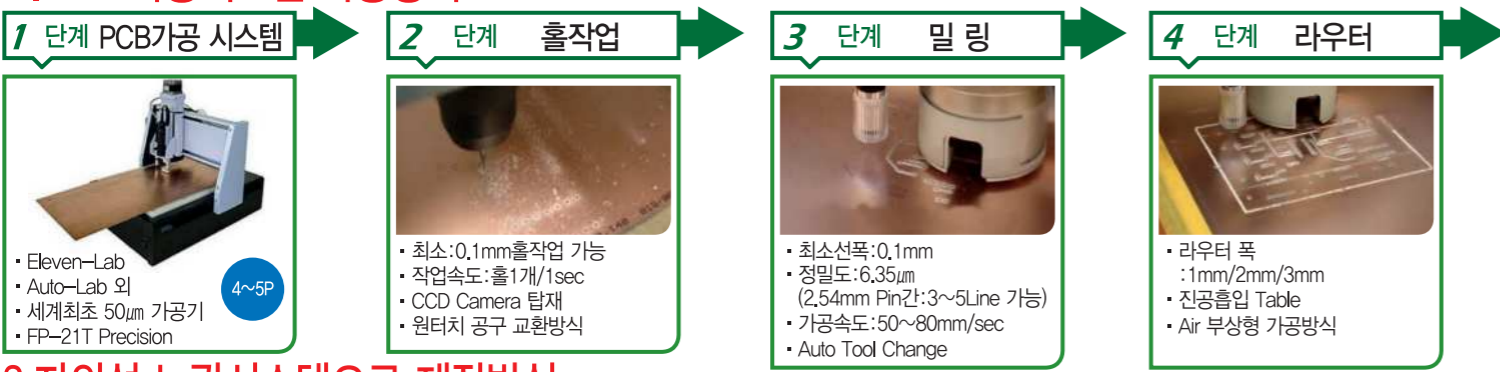 1 단계 PCB가공 시스템
2 단계 홀작업
3 단계 밀 링
4 단계 라우터
▪ Eleven-Lab
▪ Auto-Lab 외
▪ 세계최초 50㎛ 가공기
▪ FP-21T Precision
4~5P
▪ 최소:0.1mm홀작업 가능
▪ 작업속도:홀1개/1sec
▪ CCD Camera 탑재
▪ 원터치 공구 교환방식
▪ 최소선폭:0.1mm
▪ 정밀도:6.35㎛
(2.54mm Pin간:3~5Line 가능)
▪ 가공속도:50~80mm/sec
▪ Auto Tool Change
▪ 라우터 폭
:1mm/2mm/3mm
▪ 진공흡입 Table
▪ Air 부상형 가공방식